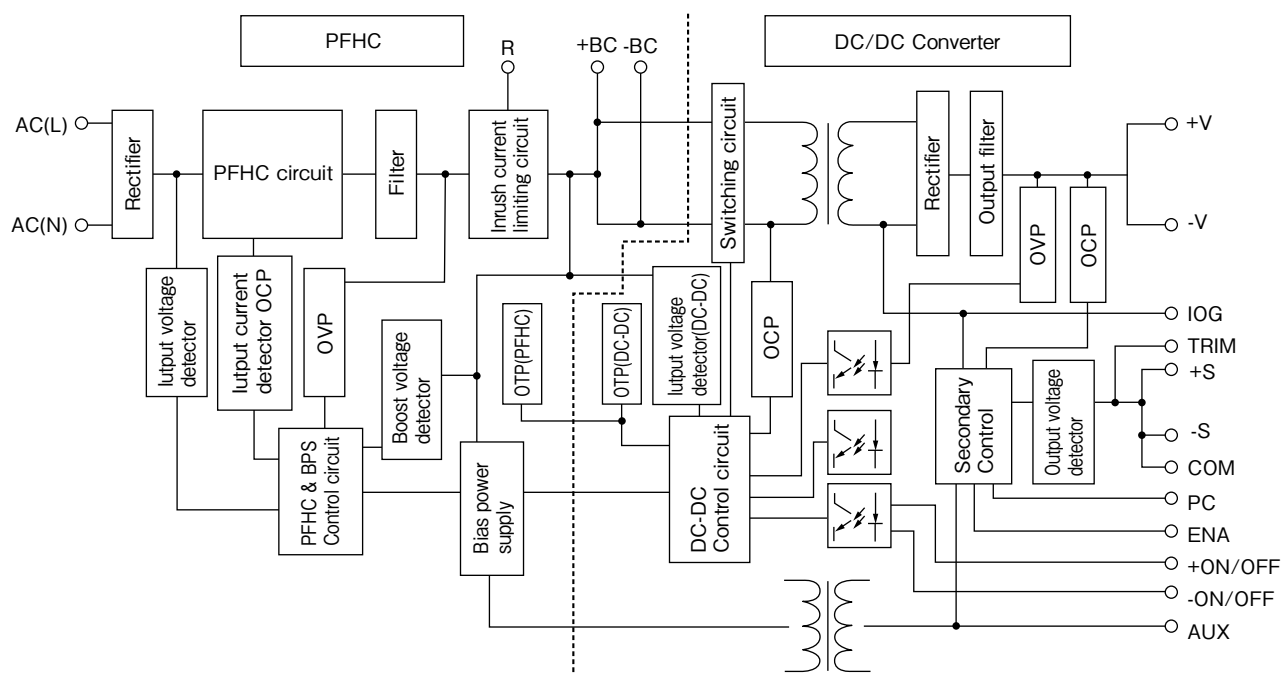 PFHC
DC/DC Converter
R
+BC
-BC
AC(L)
AC(N)
Rectifier
PFHC circuit
Filter
Inrush current
limiting circuit
Switching circuit
Rectifier
Output filter
+V
-V
OVP
OCP
Iutput voltage
detector
Iutput current
detector OCP
OVP
Boost voltage
detector
OTP(PFHC)
OTP(DC-DC)
Iutput voltage
detector(DC-DC)
OCP
IOG
TRIM
+S
-S
COM
PC
ENA
+ON/OFF
-ON/OFF
AUX
PFHC & BPS
Control circuit
Bias power
supply
DC-DC
Control circuit
Secondary
Control
Output voltage
detector